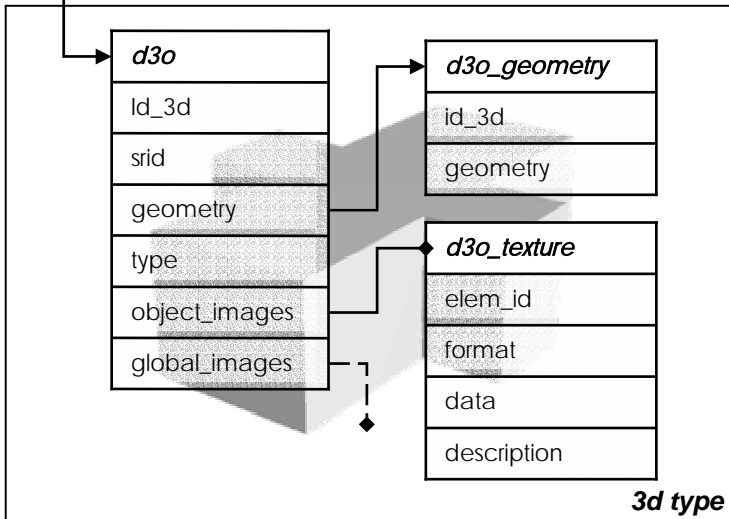 d3o
Id_3d
srid
geometry
type
object_images
global_images
d3o_geometry
id_3d
geometry
d3o_texture
elem_id
format
data
description
3d type